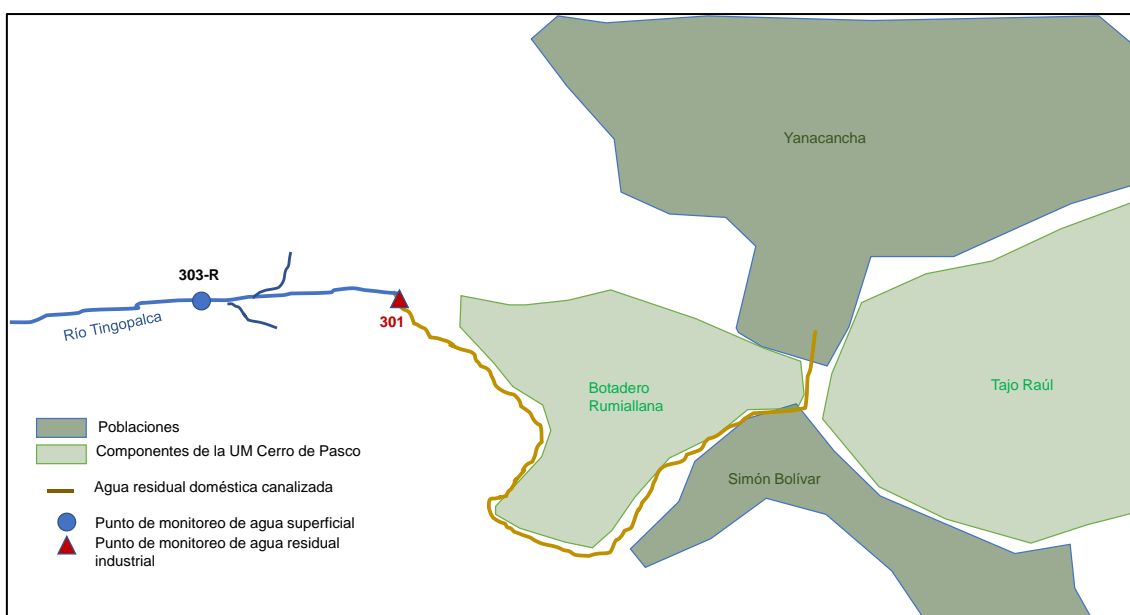 Yanacancha
303-R
Río Tingopalca
301
Botadero
Rumiallana
Tajo Raúl
Simón Bolívar
Poblaciones
Componentes de la UM Cerro de Pasco
Agua residual doméstica canalizada
Punto de monitoreo de agua superficial
Punto de monitoreo de agua residual
industrial